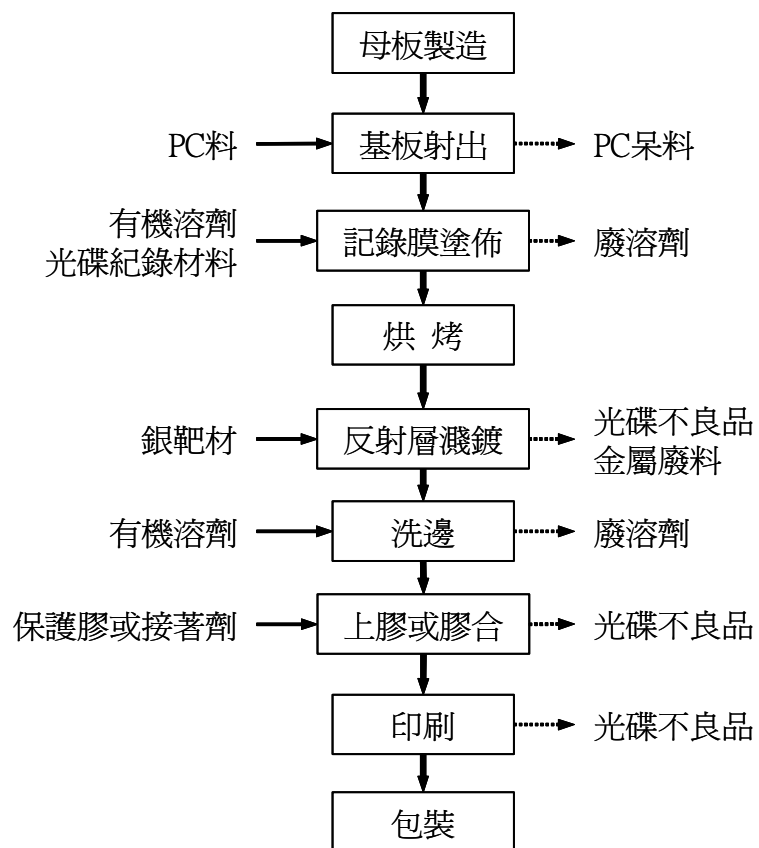 母板製造
PC料
基板射出
PC呆料
有機溶劑
光碟紀錄材料
記錄膜塗佈
廢溶劑
烘 烤
銀靶材
反射層濺鍍
光碟不良品
金屬廢料
有機溶劑
洗邊
廢溶劑
保護膠或接著劑
上膠或膠合
光碟不良品
印刷
光碟不良品
包裝